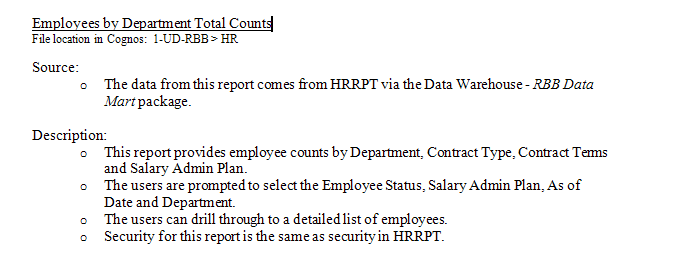 Employees by Department Total Counts
File location in Cognos: 1-UD-RBB> HR
Source:
o The data from this report comes from HRRPT via the Data Warehouse - RBB Data
Mart package.
Description:
o This report provides employee counts by Department, Contract Type, Contract Terms
and Salary Admin Plan.
o The users are prompted to select the Employee Status, Salary Admin Plan, As of
Date and Department.
o The users can drill through to a detailed list of employees.
o Security for this report is the same as security in HRRPT.